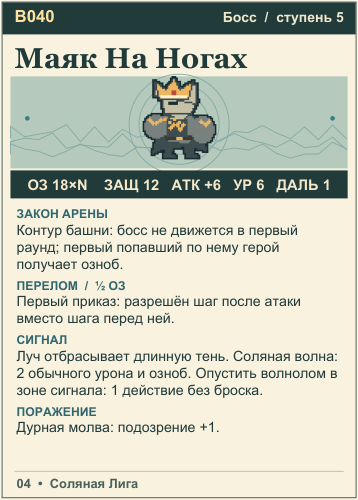 B040
Босс / ступень 5
Маяк На Ногах
ОЗ 18×N ЗАЩ 12 АТК +6 УР 6 ДАЛЬ 1
ЗАКОН АРЕНЫ
Контур башни: босс не движется в первый
раунд; первый попавший по нему герой
получает озноб.
ПЕРЕЛОМ / ½ ОЗ
Первый приказ: разрешён шаг после атаки
вместо шага перед ней.
СИГНАЛ
Луч отбрасывает длинную тень. Соляная волна:
2 обычного урона и озноб. Опустить волнолом в
зоне сигнала: 1 действие без броска.
ПОРАЖЕНИЕ
Дурная молва: подозрение +1.
04 • Соляная Лига